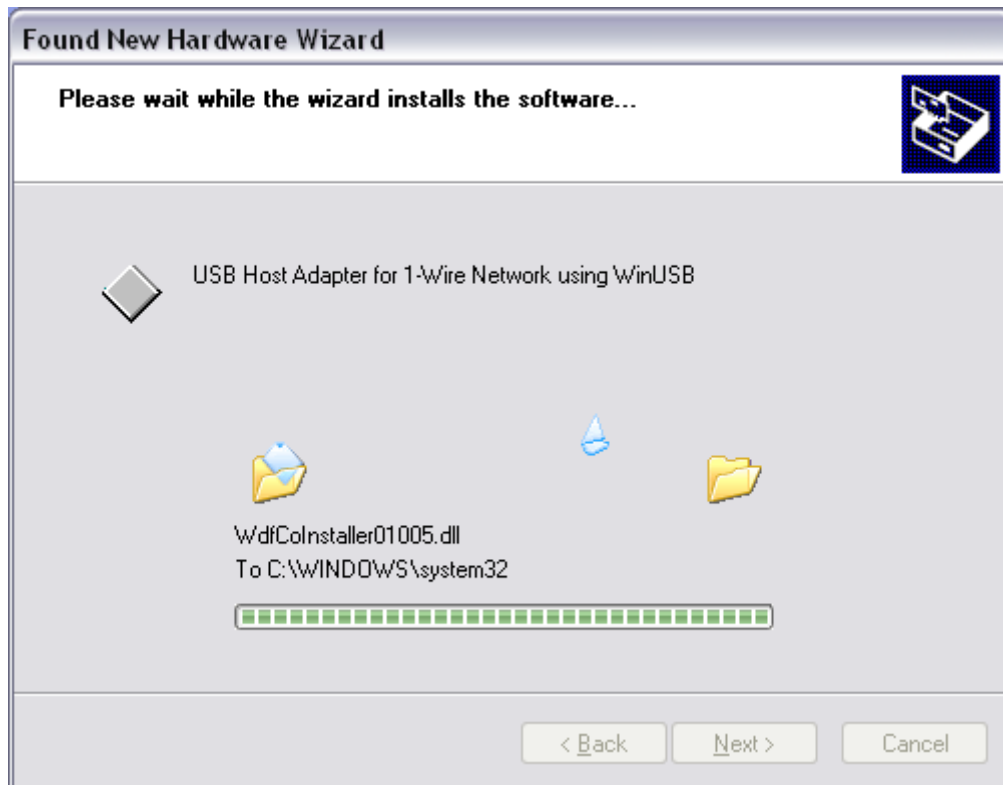 Found New Hardware Wizard
Please wait while the wizard installs the software...
USB Host Adapter for 1-Wire Network using WinUSB
WdfCoInstaller01005.dll
To C:\WINDOWS\system32
< Back
Next >
Cancel